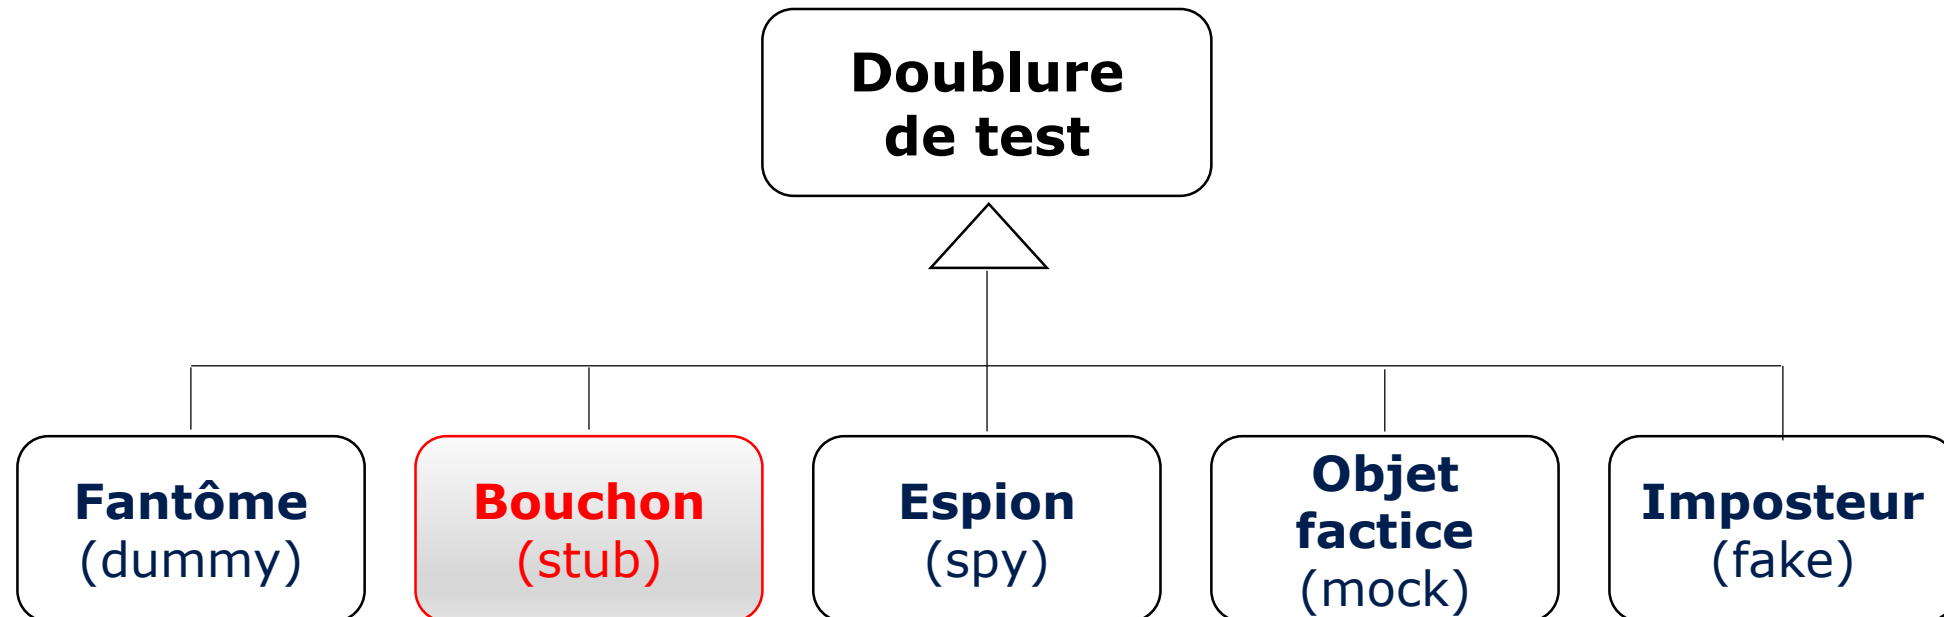 Doublure
de test
Fantôme
(dummy)
Bouchon
(stub)
Espion
(spy)
Objet
factice
(mock)
Imposteur
(fake)